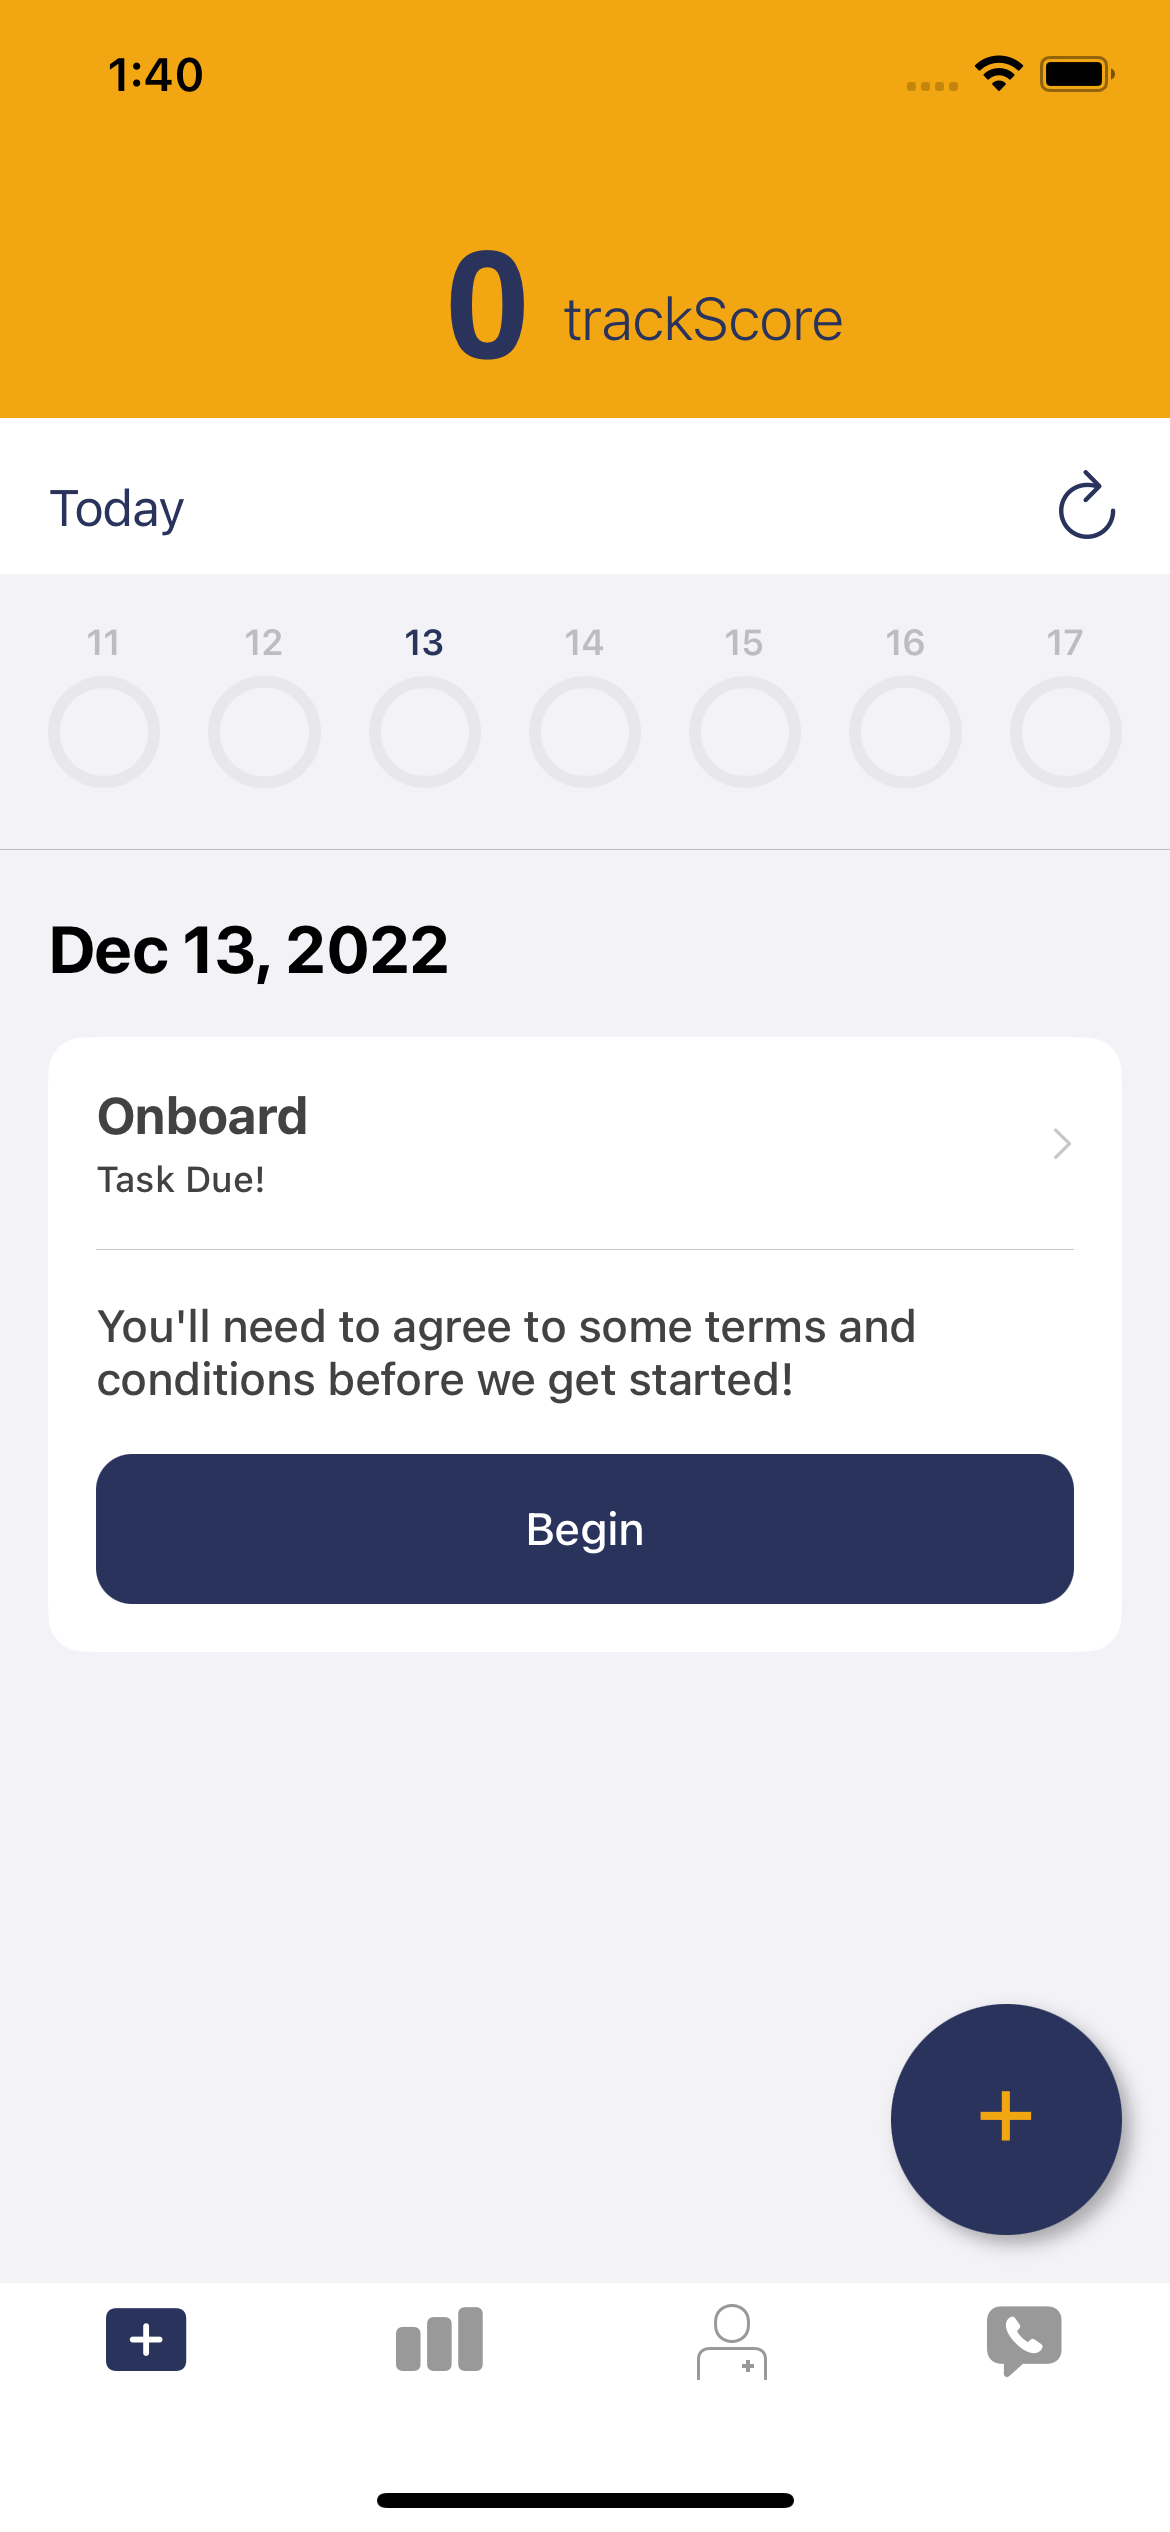 1:40
0 trackScore
Today
11 12 13 14 15 16 17
Dec 13, 2022
Onboard
Task Due!
You'll need to agree to some terms and
conditions before we get started!
Begin